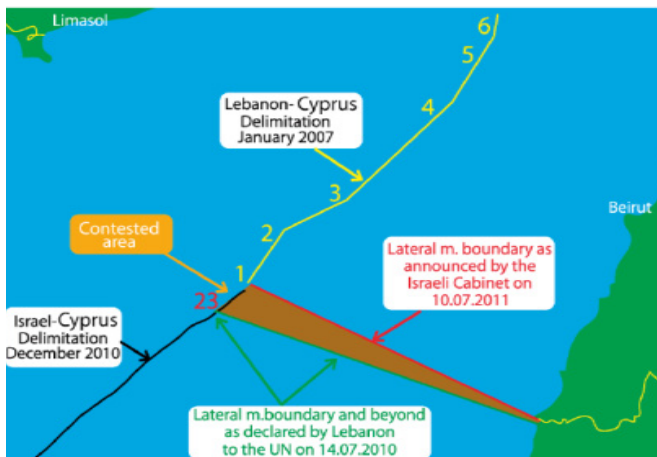 Limasol
6
5
Lebanon-Cyprus
Delimitation
January 2007
4
3
Beirut
Contested
area
2
Lateral m. boundary as
announced by the
Israeli Cabinet on
10.07.2011
1
23
Israel-Cyprus
Delimitation
December 2010
Lateral m.boundary and beyond
as declared by Lebanon
to the UN on 14.07.2010